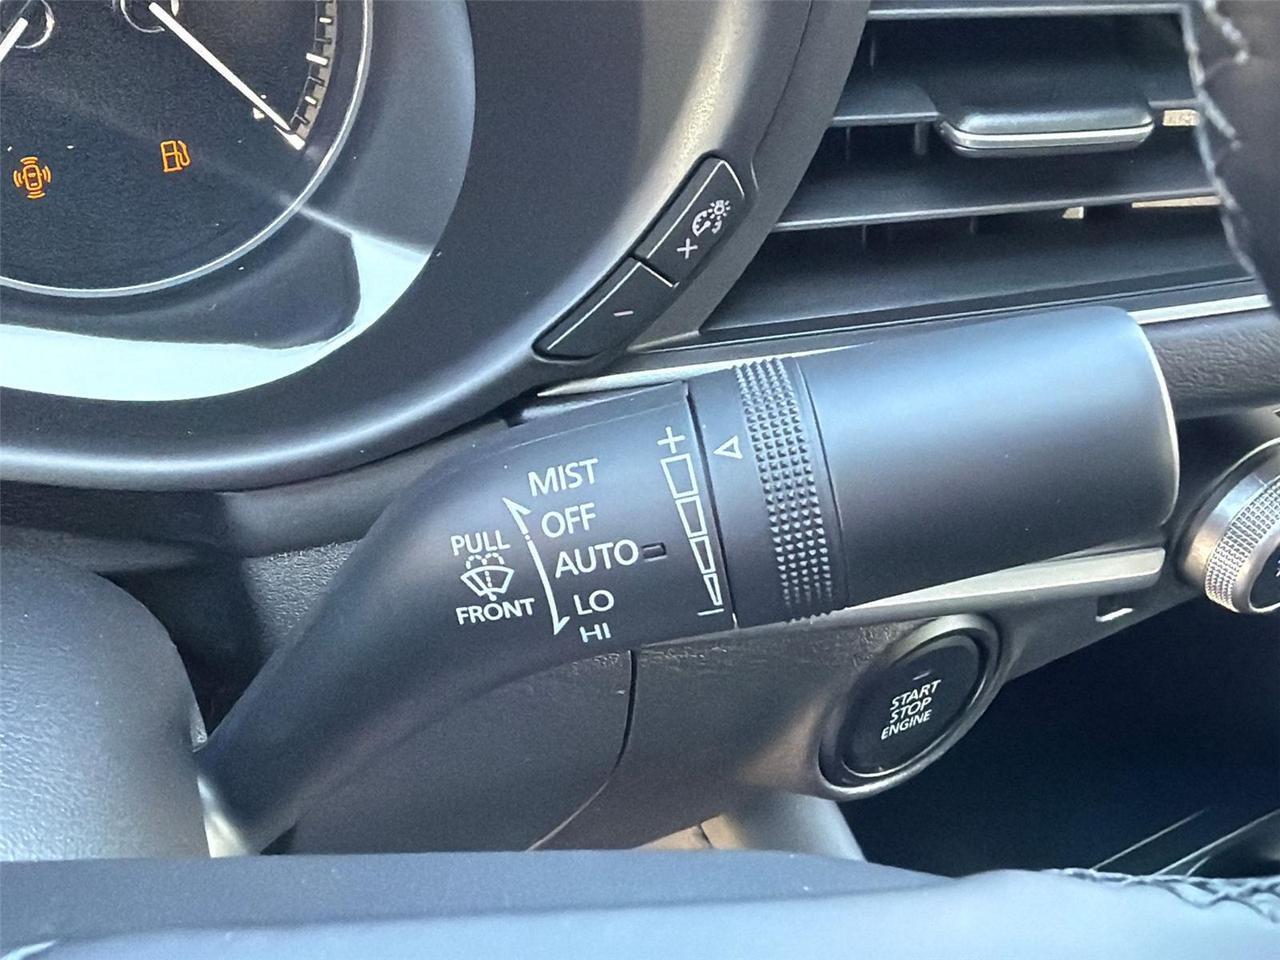 +
-
MIST
OFF
AUTO
LO
HI
PULL
FRONT
+
-
START
STOP
ENGINE